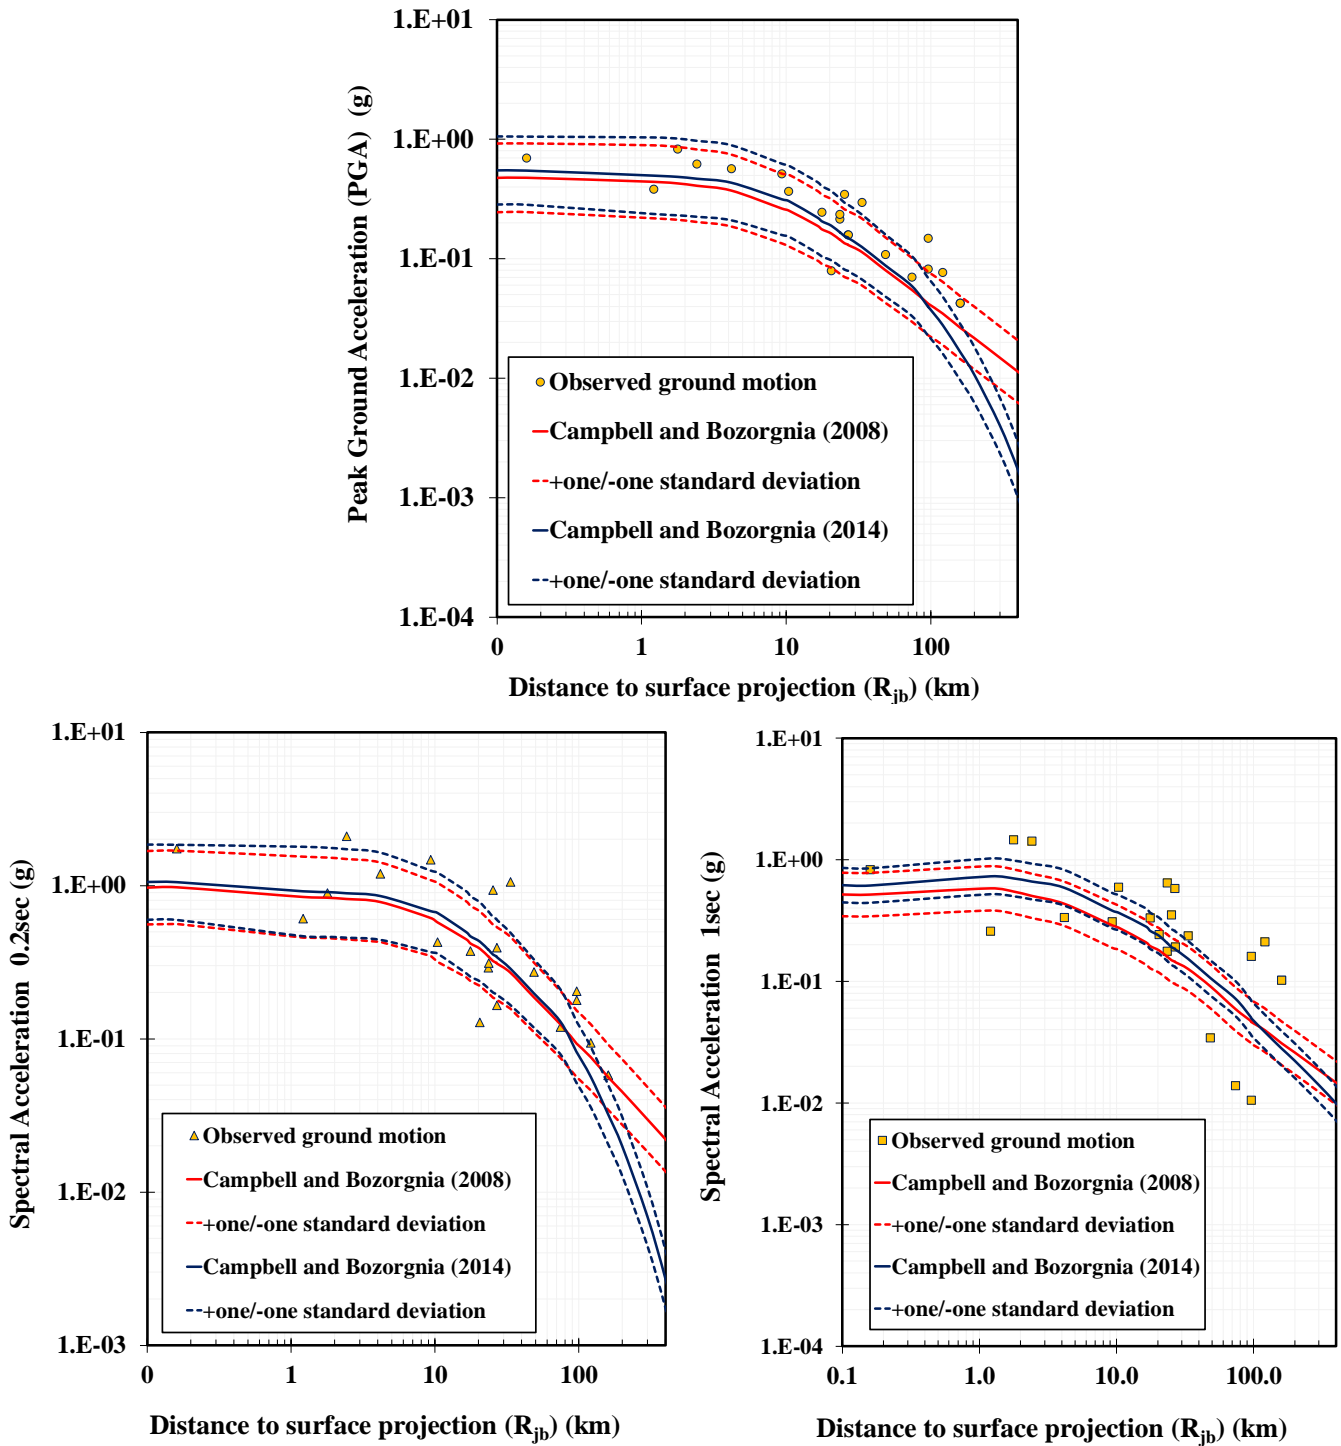 1.E+01
1.E+00
1.E-01
1.E-02
1.E-03
1.E-04
Peak Ground Acceleration (PGA) (g)
Observed ground motion
Campbell and Bozorgnia (2008)
+one/-one standard deviation
Campbell and Bozorgnia (2014)
+one/-one standard deviation
0 1 10 100
Distance to surface projection (Rjb) (km)
1.E+01
1.E+00
1.E-01
1.E-02
1.E-03
Spectral Acceleration 0.2sec (g)
Observed ground motion
Campbell and Bozorgnia (2008)
+one/-one standard deviation
Campbell and Bozorgnia (2014)
+one/-one standard deviation
0 1 10 100
Distance to surface projection (Rjb) (km)
1.E+01
1.E+00
1.E-01
1.E-02
1.E-03
1.E-04
Spectral Acceleration 1sec (g)
Observed ground motion
Campbell and Bozorgnia (2008)
+one/-one standard deviation
Campbell and Bozorgnia (2014)
+one/-one standard deviation
0.1 1.0 10.0 100.0
Distance to surface projection (Rjb) (km)